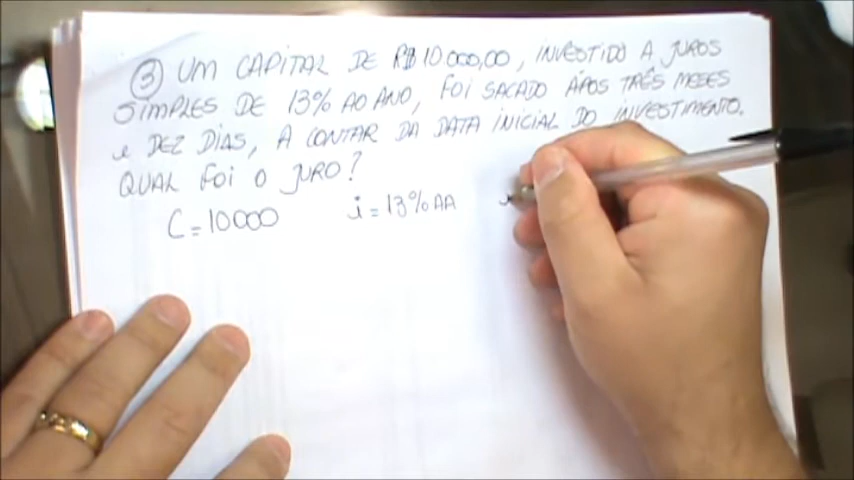 ③ UM CAPITAL DE R$ 10 000,00, INVESTIDO A JUROS
SIMPLES DE 13% AO ANO, FOI SACADO APÓS TRÊS MESES
e DEZ DIAS, A CONTAR DA DATA INICIAL DO INVESTIMENTO.
QUAL FOI O JURO?
C = 10000 i = 13% AA